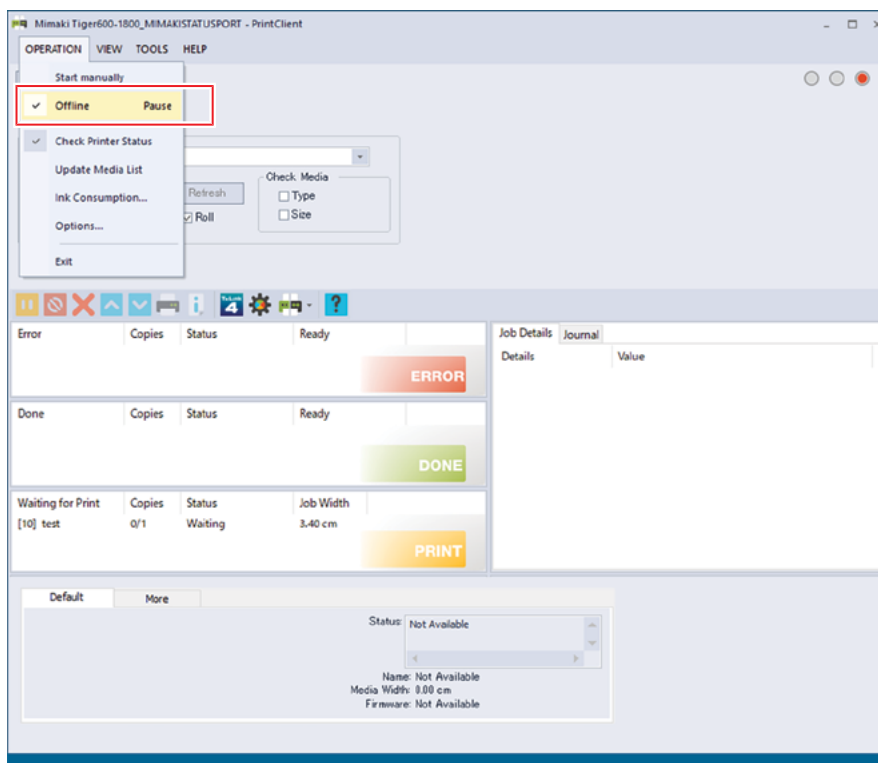 Mimaki Tiger600-1800_MIMAKISTATUSPORT - PrintClient
OPERATION VIEW TOOLS HELP
Start manually
Offline Pause
Check Printer Status
Update Media List
Ink Consumption...
Options...
Exit
Check Media
Refresh
Type
Roll
Size
4
?
Error Copies Status Ready
ERROR
Done Copies Status Ready
DONE
Waiting for Print Copies Status Job Width
[10] test 0/1 Waiting 3.40 cm
PRINT
Job Details Journal
Details Value
Default More
Status: Not Available
Name: Not Available
Media Width: 0.00 cm
Firmware: Not Available